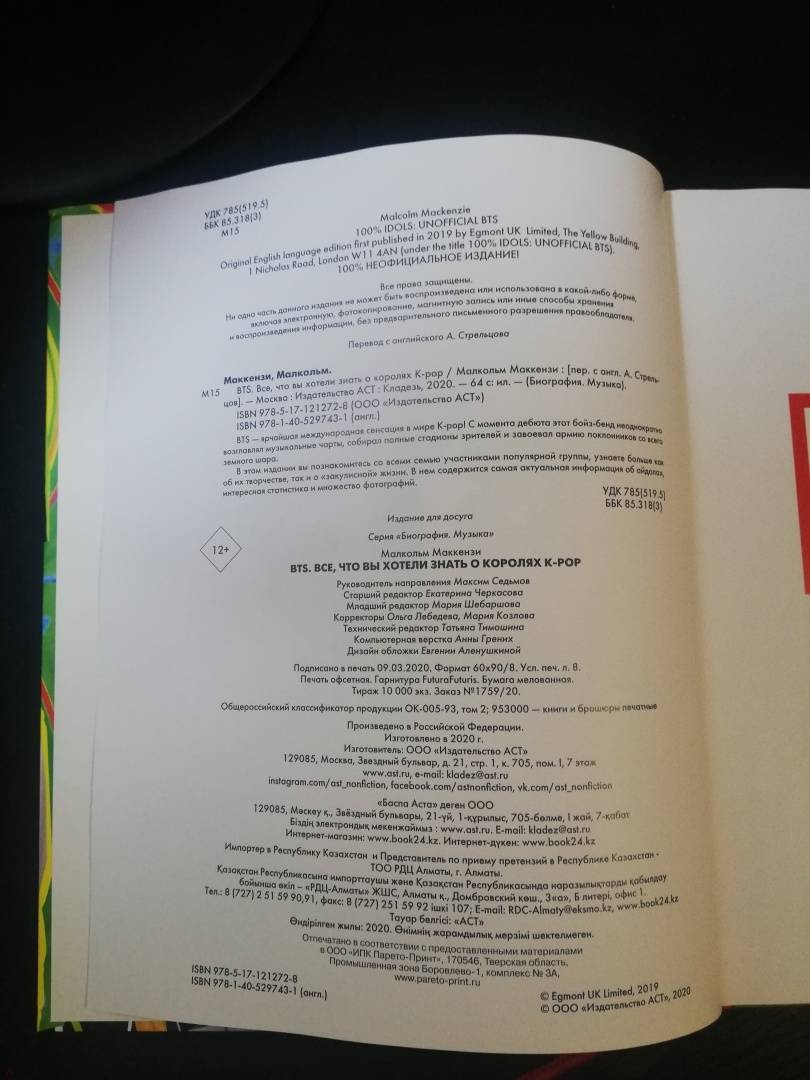 УДК 785(519.5)
ББК 85.318(3)
М15
Malcolm Mackenzie
100% IDOLS: UNOFFICIAL BTS
Original English language edition first published in 2019 by Egmont UK Limited, The Yellow Building,
1 Nicholas Road, London W11 4AN (under the title 100% IDOLS: UNOFFICIAL BTS).
100% НЕОФИЦИАЛЬНОЕ ИЗДАНИЕ!
Все права защищены.
Ни одна часть данного издания не может быть воспроизведена или использована в какой-либо форме,
включая электронную, фотокопирование, магнитную запись или иные способы хранения
и воспроизведения информации, без предварительного письменного разрешения правообладателя.
Перевод с английского А. Стрельцова
Маккензи, Малкольм.
М15 BTS. Все, что вы хотели знать о королях K-pop / Малкольм Маккензи : [пер. с англ. А. Стрель-
цов]. — Москва : Издательство АСТ : Кладезь, 2020. — 64 с: ил. — (Биография. Музыка).
ISBN 978-5-17-121272-8 (ООО «Издательство АСТ»)
ISBN 978-1-40-529743-1 (англ.)
BTS — ярчайшая международная сенсация в мире K-pop! С момента дебюта этот бойз-бенд неоднократно
возглавлял музыкальные чарты, собирал полные стадионы зрителей и завоевал армию поклонников со всего
земного шара.
В этом издании вы познакомитесь со всеми семью участниками популярной группы, узнаете больше как
об их творчестве, так и о «закулисной» жизни. В нем содержится самая актуальная информация об айдолах,
интересная статистика и множество фотографий.
УДК 785(519.5)
ББК 85.318(3)
Издание для досуга
Серия «Биография. Музыка»
12+
Малкольм Маккензи
BTS. ВСЕ, ЧТО ВЫ ХОТЕЛИ ЗНАТЬ О КОРОЛЯХ K-POP
Руководитель направления Максим Седьмов
Старший редактор Екатерина Черкасова
Младший редактор Мария Шебаршова
Корректоры Ольга Лебедева, Мария Козлова
Технический редактор Татьяна Тимошина
Компьютерная верстка Анны Грених
Дизайн обложки Евгении Аленушкиной
Подписано в печать 09.03.2020. Формат 60х90/8. Усл. печ. л. 8.
Печать офсетная. Гарнитура FuturaFuturis. Бумага мелованная.
Тираж 10 000 экз. Заказ №1759/20.
Общероссийский классификатор продукции ОК-005-93, том 2; 953000 — книги и брошюры печатные
Произведено в Российской Федерации.
Изготовлено в 2020 г.
Изготовитель: ООО «Издательство АСТ»
129085, Москва, Звездный бульвар, д. 21, стр. 1, к. 705, пом. I, 7 этаж
www.ast.ru, e-mail: kladez@ast.ru
instagram.com/ast_nonfiction, facebook.com/astnonfiction, vk.com/ast_nonfiction
«Баспа Аста» деген ООО
129085, Мәскеу қ., Звёздный бульвары, 21-үй, 1-құрылыс, 705-бөлме, I жай, 7-қабат
Біздің электрондық мекенжаймыз : www.ast.ru. E-mail: kladez@ast.ru
Интернет-магазин: www.book24.kz. Интернет-дүкен: www.book24.kz
Импортер в Республику Казахстан и Представитель по приему претензий в Республике Казахстан -
ТОО РДЦ Алматы, г. Алматы.
Қазақстан Республикасына импорттаушы және Қазақстан Республикасында наразылықтарды қабылдау
бойынша өкіл – «РДЦ-Алматы» ЖШС, Алматы қ., Домбровский көш., 3«а», Б литері, офис 1.
Тел.: 8 (727) 2 51 59 90,91, факс: 8 (727) 251 59 92 ішкі 107; E-mail: RDC-Almaty@eksmo.kz, www.book24.kz
Тауар белгісі: «АСТ»
Өндірілген жылы: 2020. Өнімнің жарамдылық мерзімі шектелмеген.
Отпечатано в соответствии с предоставленными материалами
в ООО «ИПК Парето-Принт», 170546, Тверская область,
Промышленная зона Боровлево-1, комплекс № 3А,
www.pareto-print.ru
ISBN 978-5-17-121272-8
ISBN 978-1-40-529743-1 (англ.)
© Egmont UK Limited, 2019
© ООО «Издательство АСТ», 2020